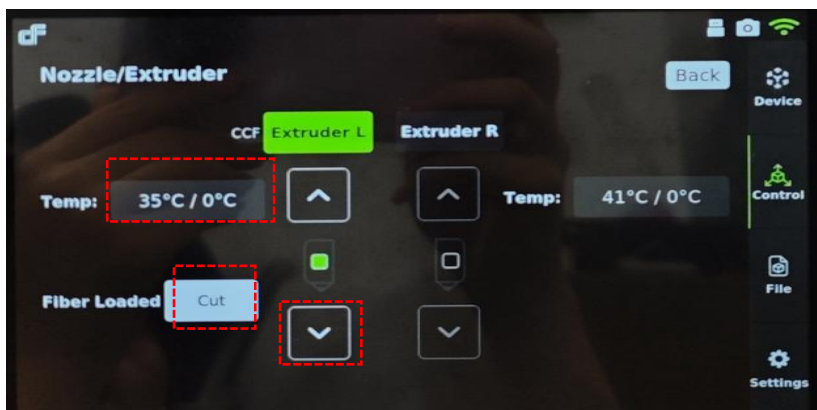 dF
Nozzle/Extruder
Back
Device
CCF Extruder L
Extruder R
Temp: 35°C / 0°C
Temp: 41°C / 0°C
Control
Fiber Loaded Cut
File
Settings